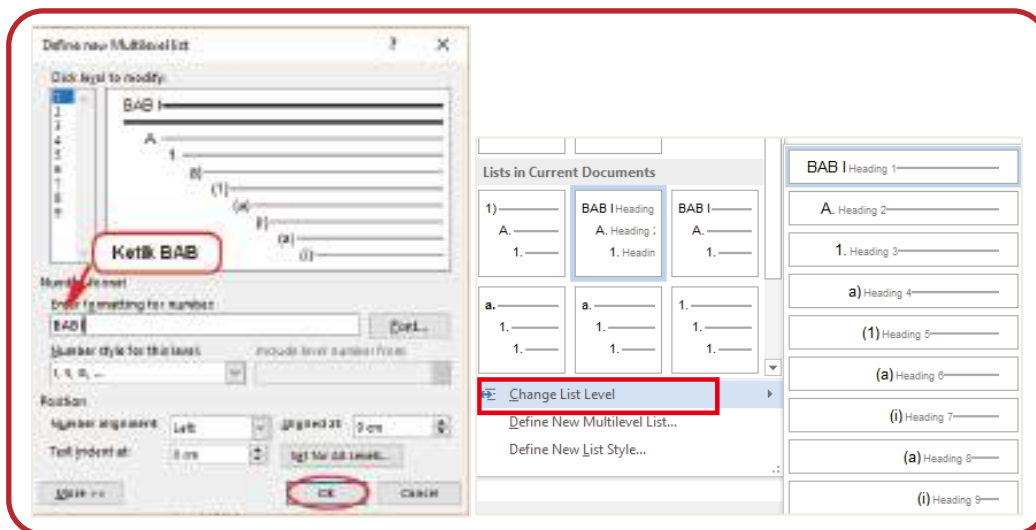 Define new Multilevel list ? ×
Click level to modify:
1
2
3
4
5
6
7
8
9
BAB I
A.
1.
a)
(1)
(a)
(i)
(a)
(i)
Ketik BAB
Number format
Enter formatting for number:
BAB I
Font...
Number style for this level:
Include level number from:
I, II, III, ...
Position
Number alignment:
Left
Aligned at:
0 cm
Text indent at:
0 cm
Set for All Levels...
More >>
OK
Cancel
Lists in Current Documents
1)
A.
1.
BAB I Heading
A. Heading 2
1. Headin
BAB I
A.
1.
a.
1.
1.
a.
1.
1.
1.
1.
1.
Change List Level
Define New Multilevel List...
Define New List Style...
BAB I Heading 1
A. Heading 2
1. Heading 3
a) Heading 4
(1) Heading 5
(a) Heading 6
(i) Heading 7
(a) Heading 8
(i) Heading 9